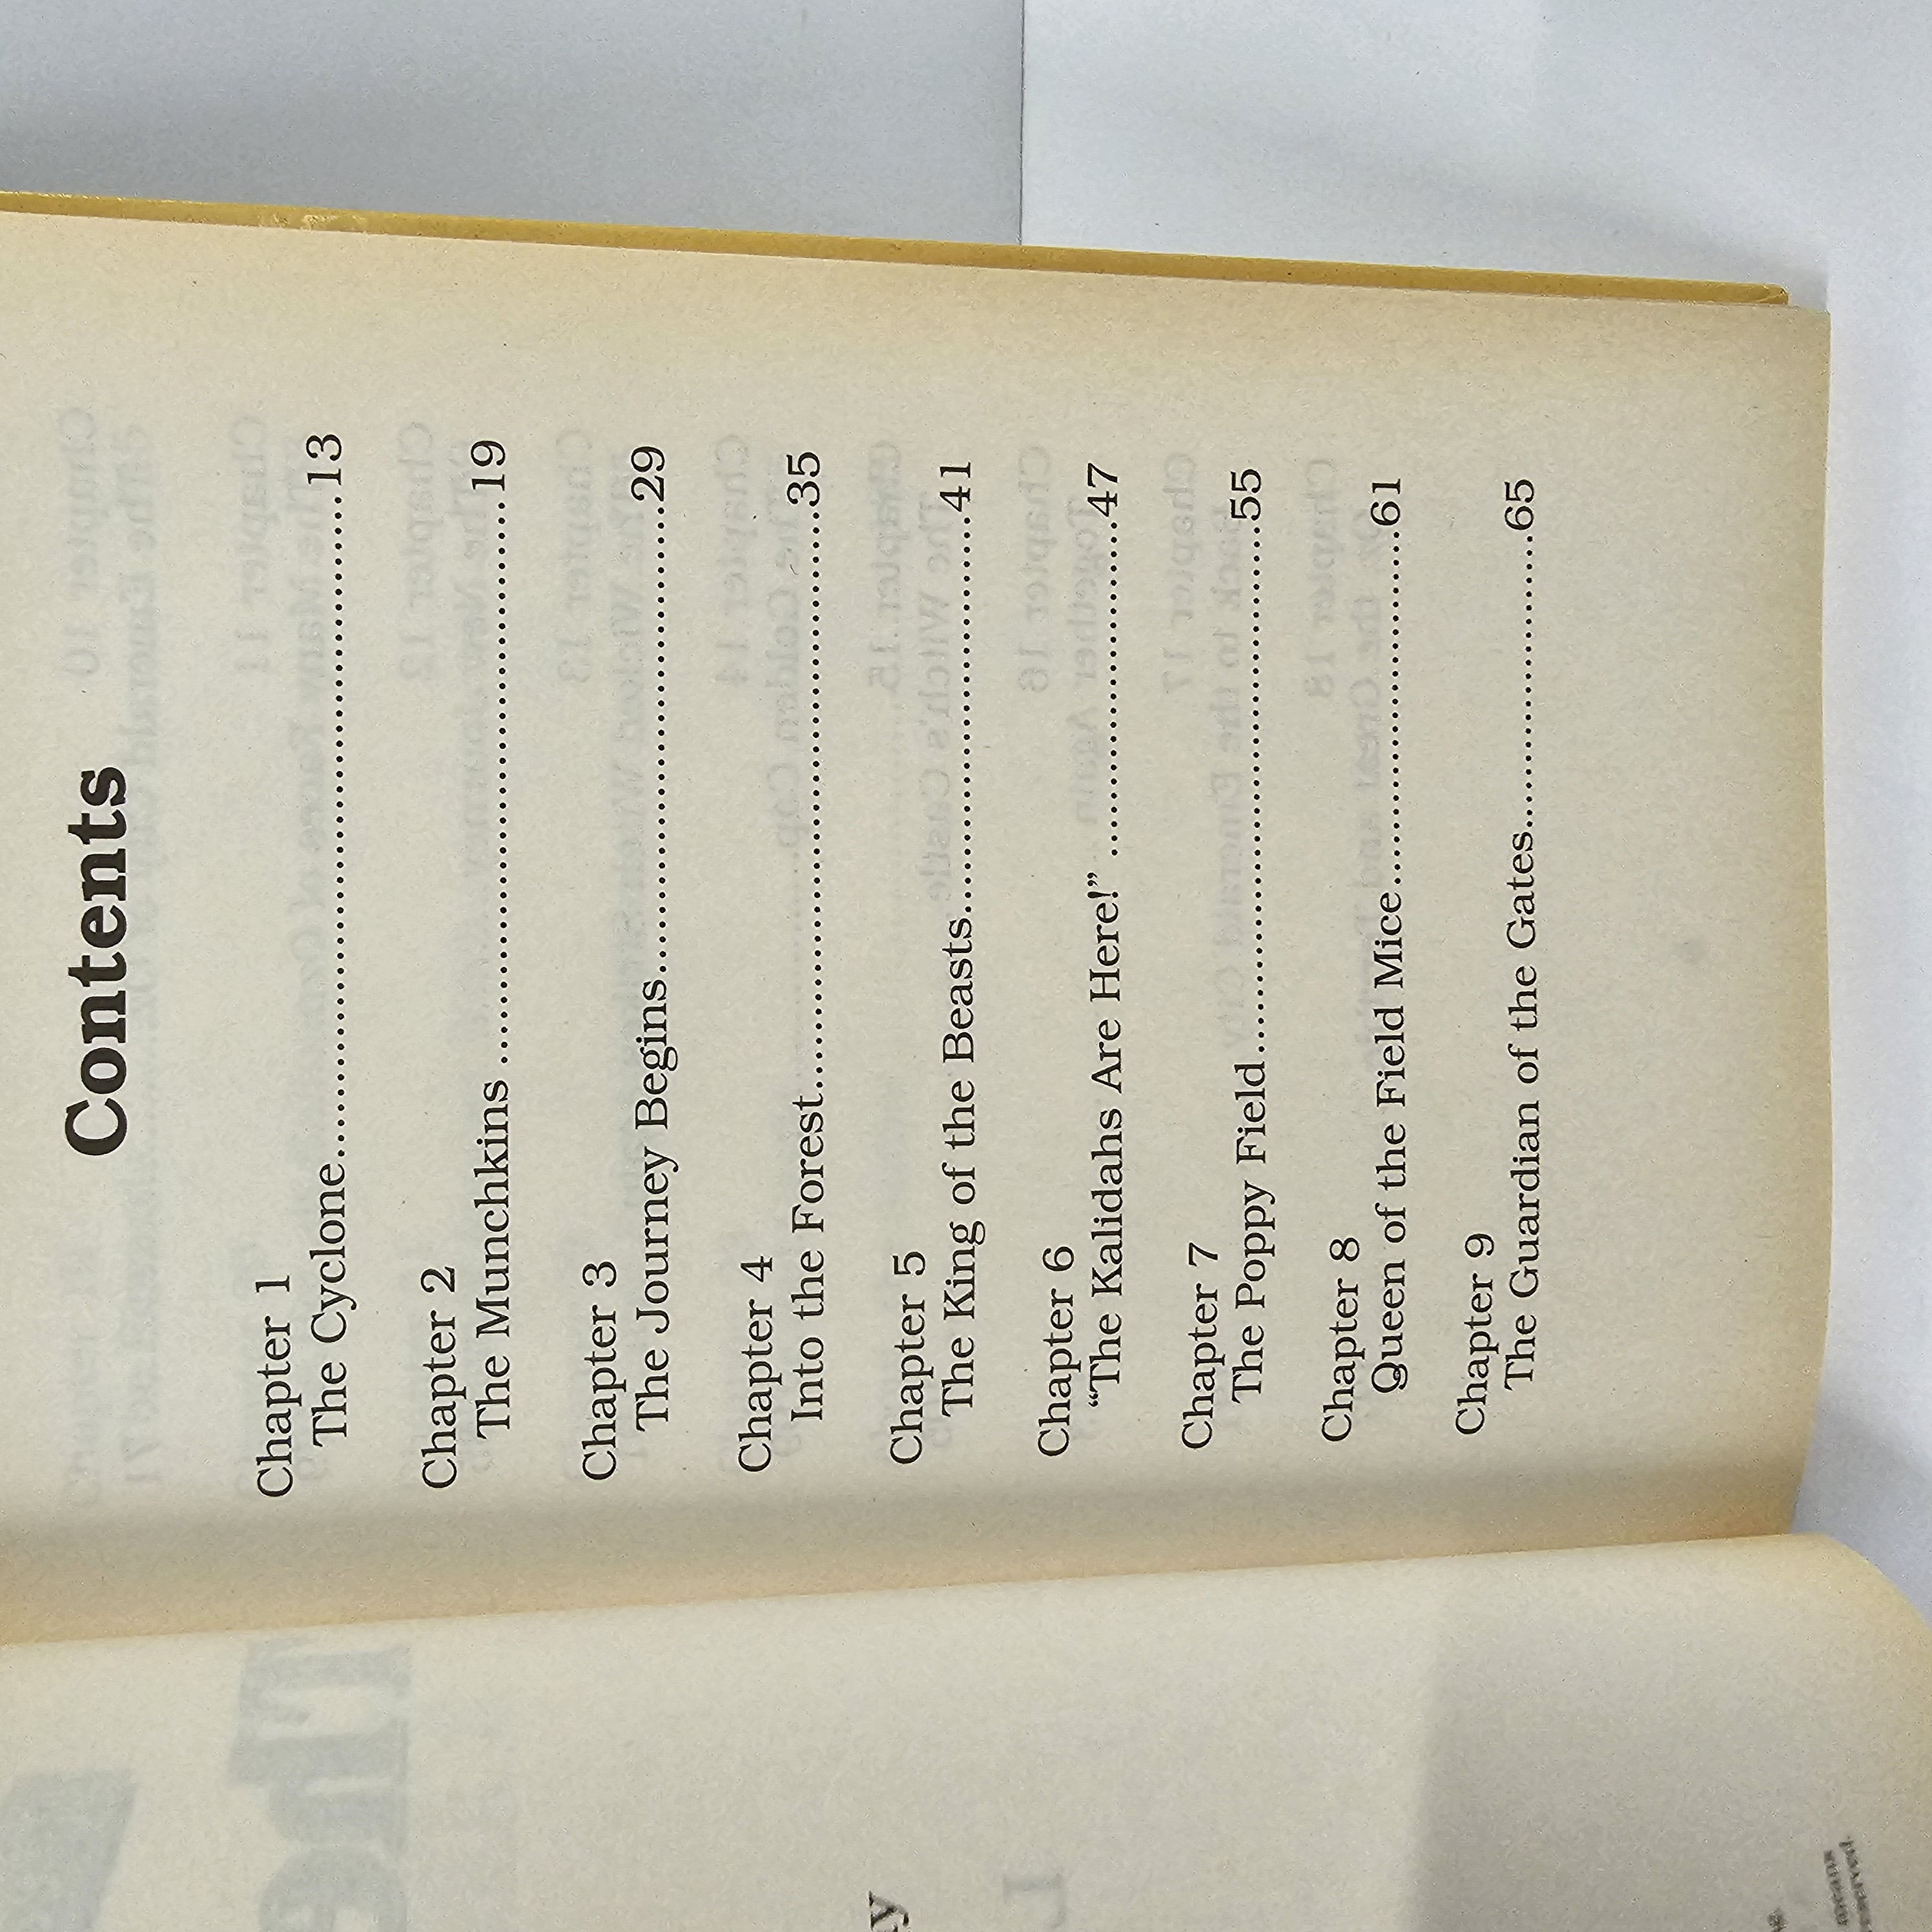 Contents
Chapter 1
The Cyclone.............................................13
Chapter 2
The Munchkins .......................................19
Chapter 3
The Journey Begins................................29
Chapter 4
Into the Forest........................................35
Chapter 5
The King of the Beasts............................41
Chapter 6
“The Kalidahs Are Here!” ........................47
Chapter 7
The Poppy Field......................................55
Chapter 8
Queen of the Field Mice..........................61
Chapter 9
The Guardian of the Gates......................65
means
reserved.